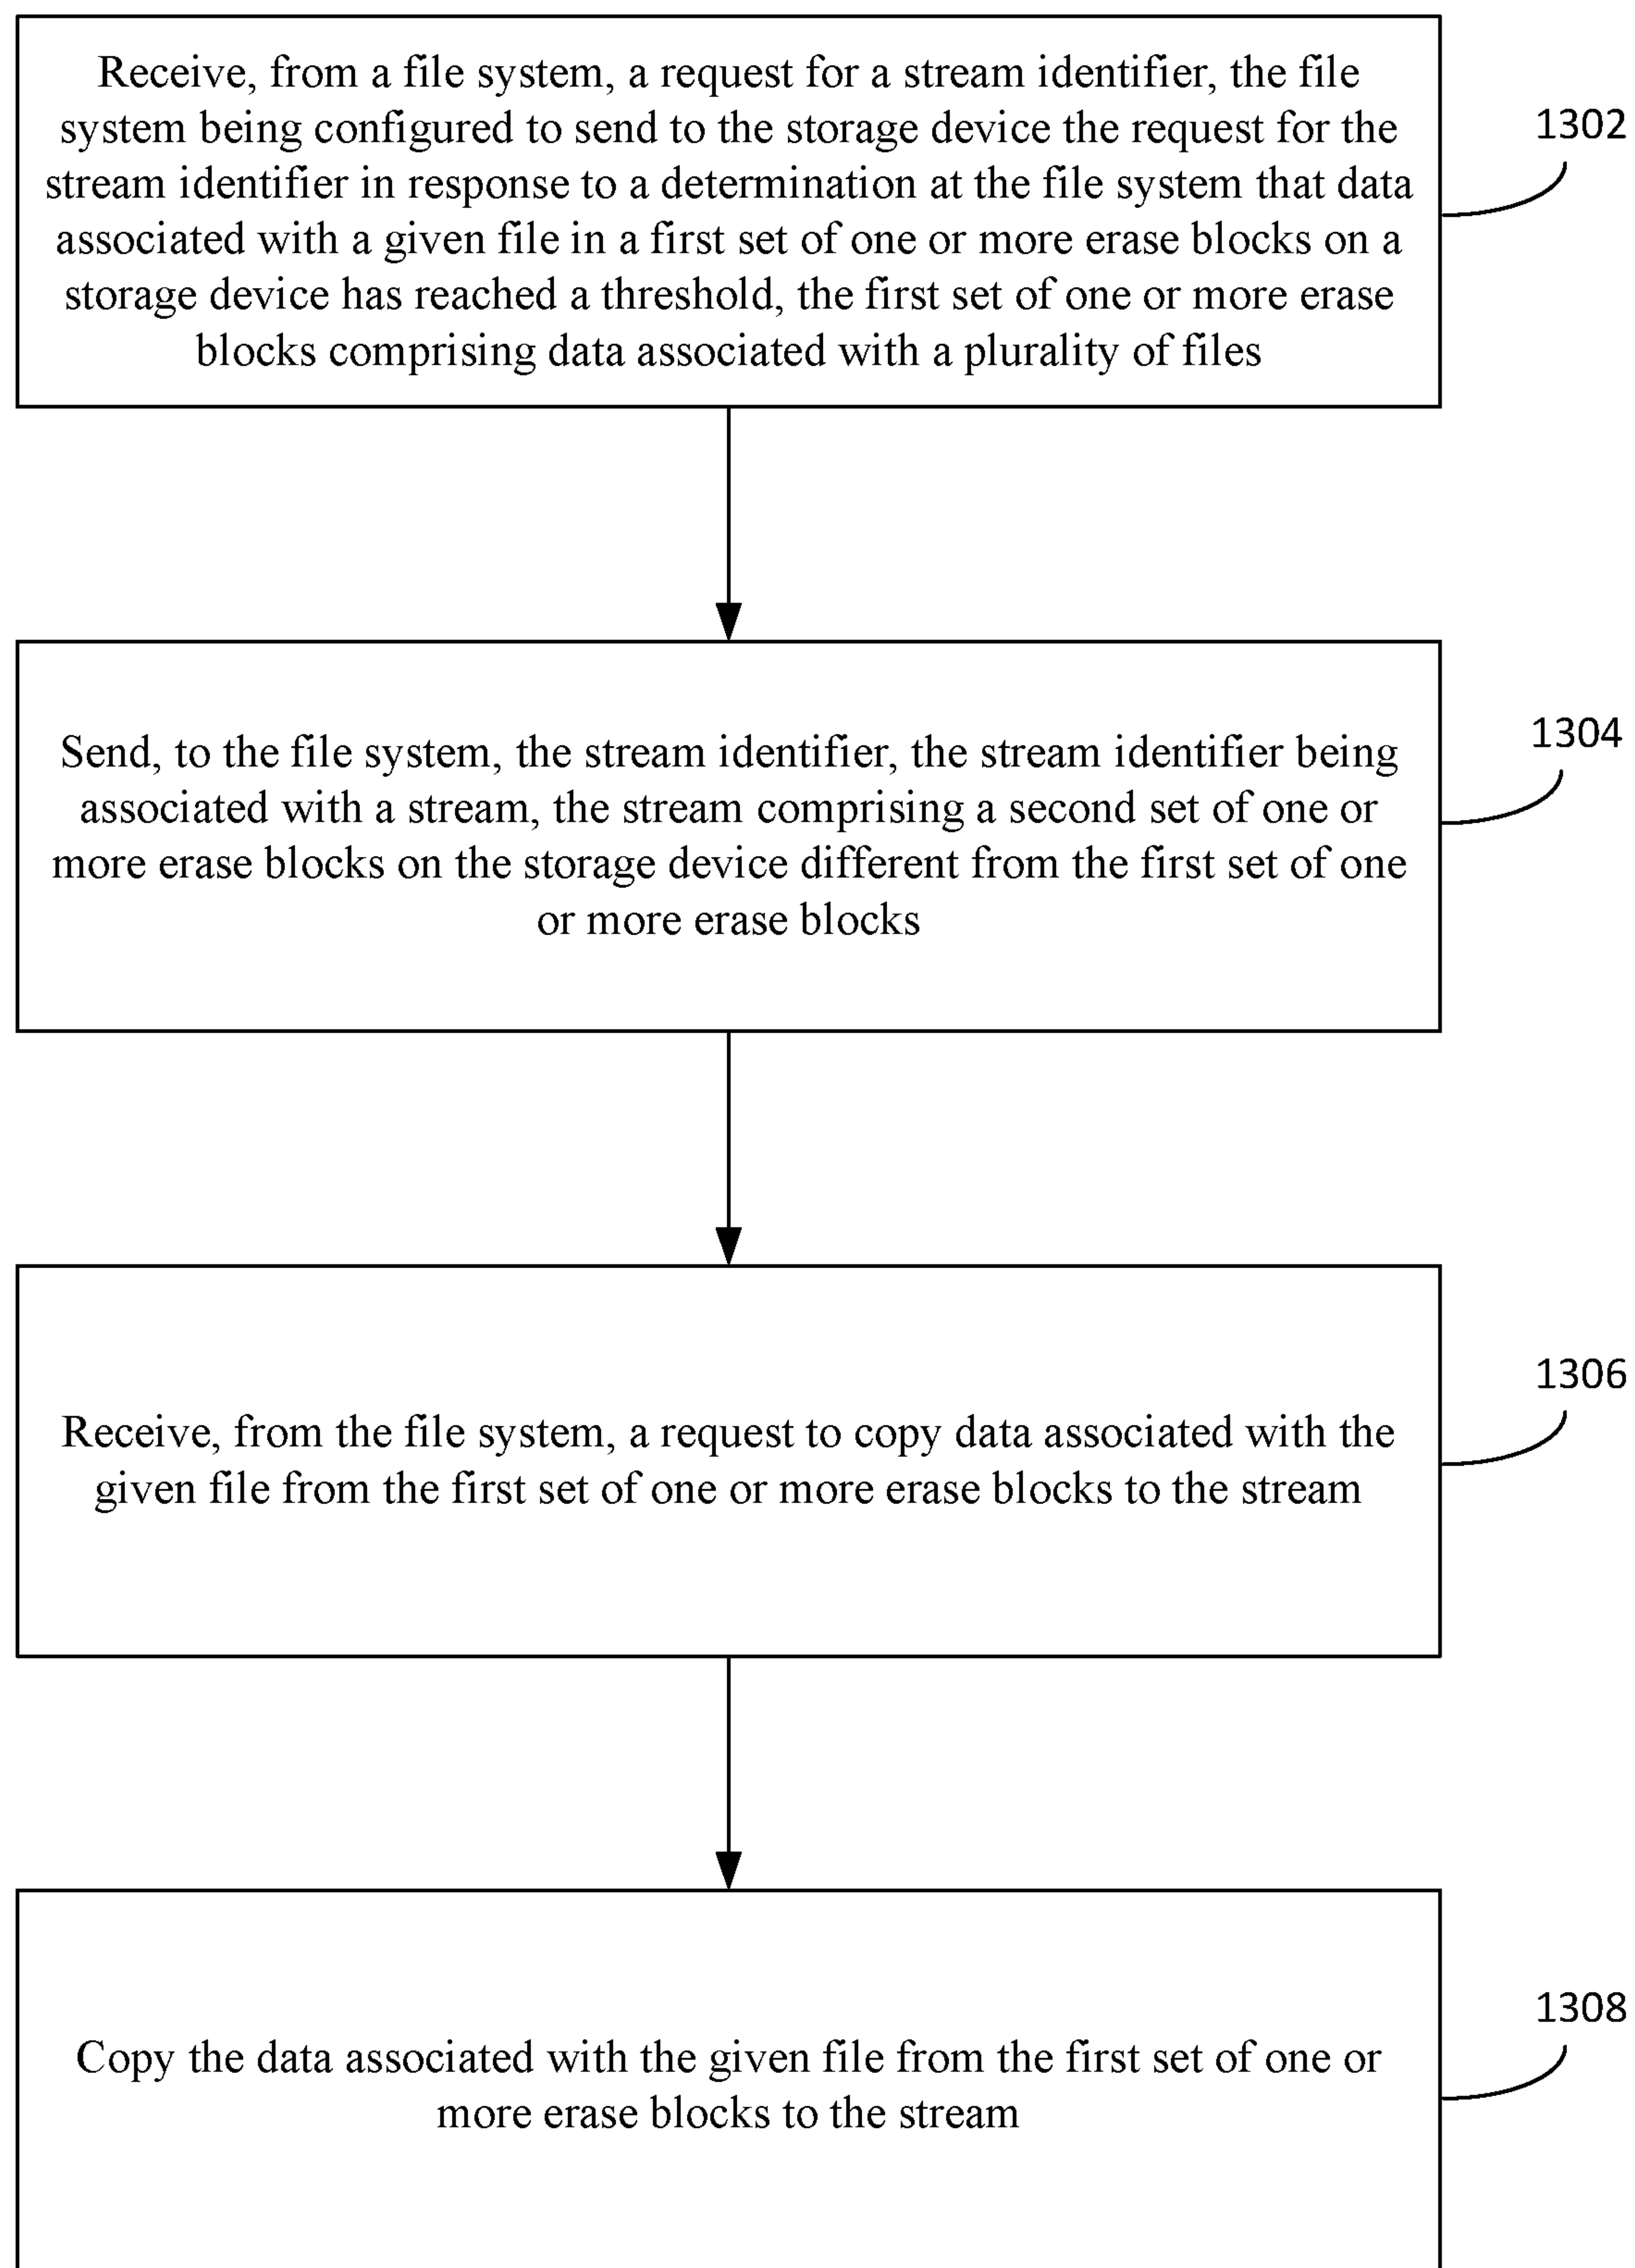 Receive, from a file system, a request for a stream identifier, the file
system being configured to send to the storage device the request for the
stream identifier in response to a determination at the file system that data
associated with a given file in a first set of one or more erase blocks on a
storage device has reached a threshold, the first set of one or more erase
blocks comprising data associated with a plurality of files
1302
Send, to the file system, the stream identifier, the stream identifier being
associated with a stream, the stream comprising a second set of one or
more erase blocks on the storage device different from the first set of one
or more erase blocks
1304
Receive, from the file system, a request to copy data associated with the
given file from the first set of one or more erase blocks to the stream
1306
Copy the data associated with the given file from the first set of one or
more erase blocks to the stream
1308